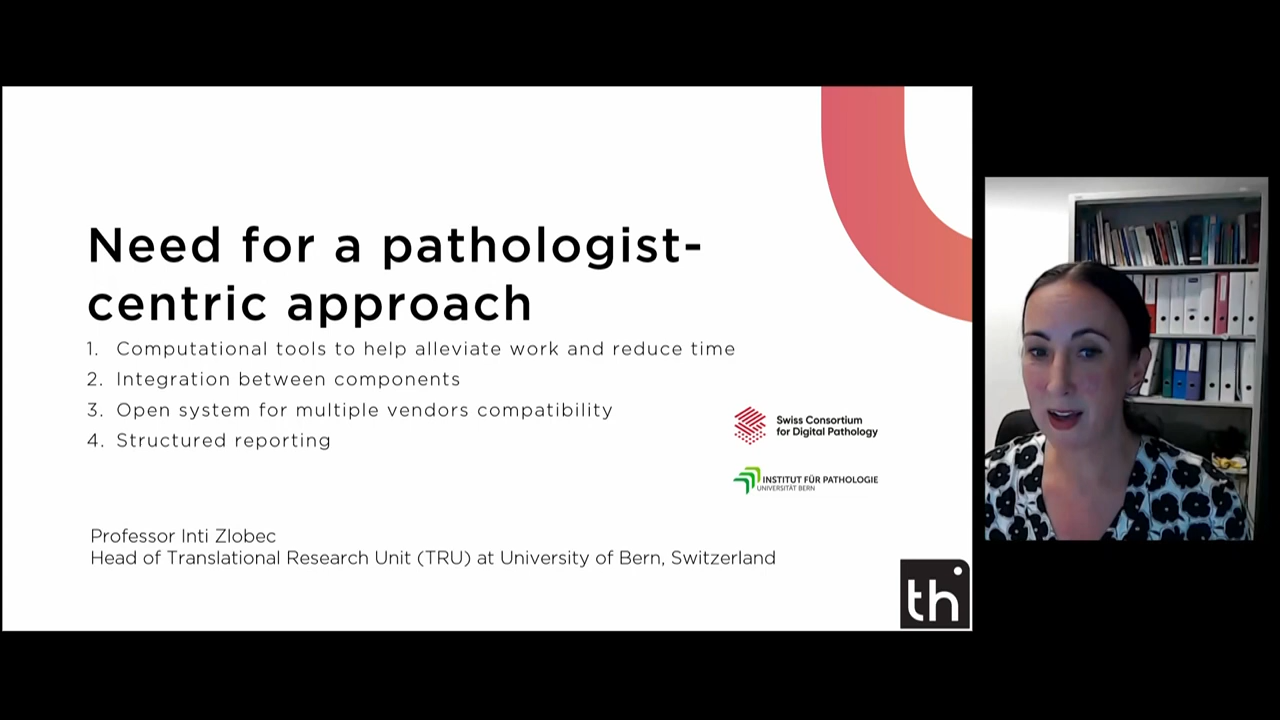 Need for a pathologist-
centric approach
1. Computational tools to help alleviate work and reduce time
2. Integration between components
3. Open system for multiple vendors compatibility
4. Structured reporting
Swiss Consortium
for Digital Pathology
INSTITUT FÜR PATHOLOGIE
UNIVERSITÄT BERN
Professor Inti Zlobec
Head of Translational Research Unit (TRU) at University of Bern, Switzerland
th